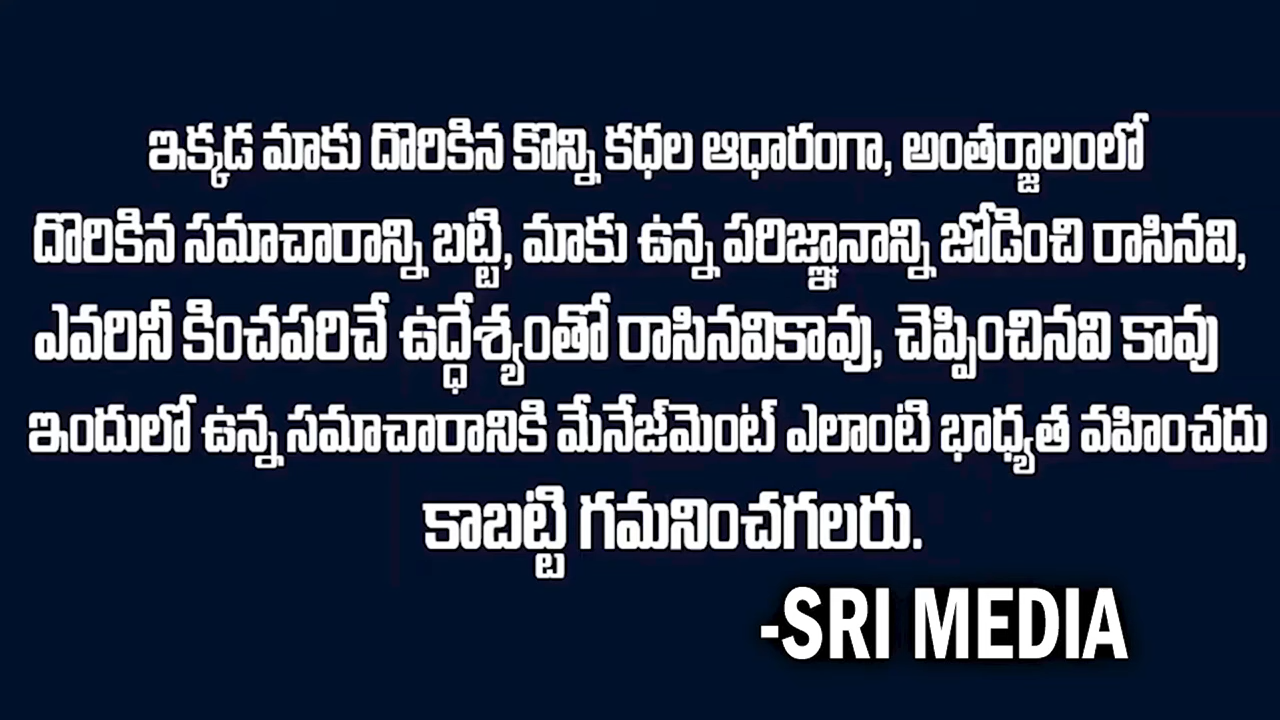 ఇక్కడ మాకు దొరికిన కొన్ని కధల ఆధారంగా, అంతర్జాలంలో
దొరికిన సమాచారాన్ని బట్టి, మాకు ఉన్న పరిజ్ఞానాన్ని జోడించి రాసినవి,
ఎవరినీ కించపరిచే ఉద్ధేశ్యంతో రాసినవికావు, చెప్పించినవి కావు
ఇందులో ఉన్న సమాచారానికి మేనేజ్‌మెంట్ ఎలాంటి భాధ్యత వహించదు
కాబట్టి గమనించగలరు.
-SRI MEDIA